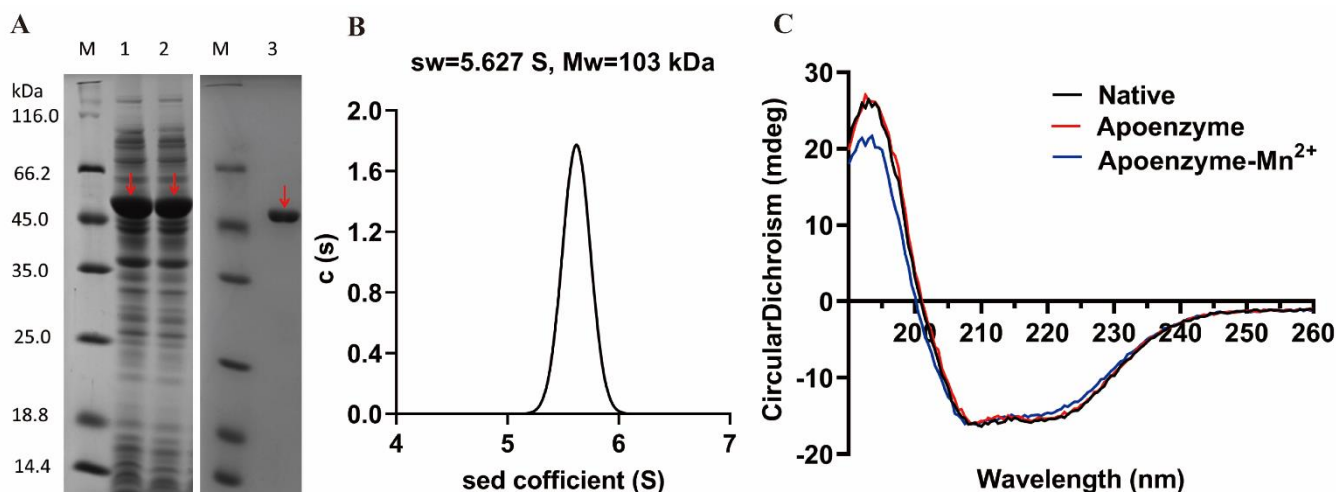 A
M 1 2 M 3
kDa
116.0
66.2
45.0
35.0
25.0
18.8
14.4
B
sw=5.627 S, Mw=103 kDa
c (s)
2.0
1.6
1.2
0.8
0.4
0.0
4 5 6 7
sed cofficient (S)
C
CircularDichroism (mdeg)
30
20
10
0
-10
-20
Native
Apoenzyme
Apoenzyme-Mn²⁺
200 210 220 230 240 250 260
Wavelength (nm)